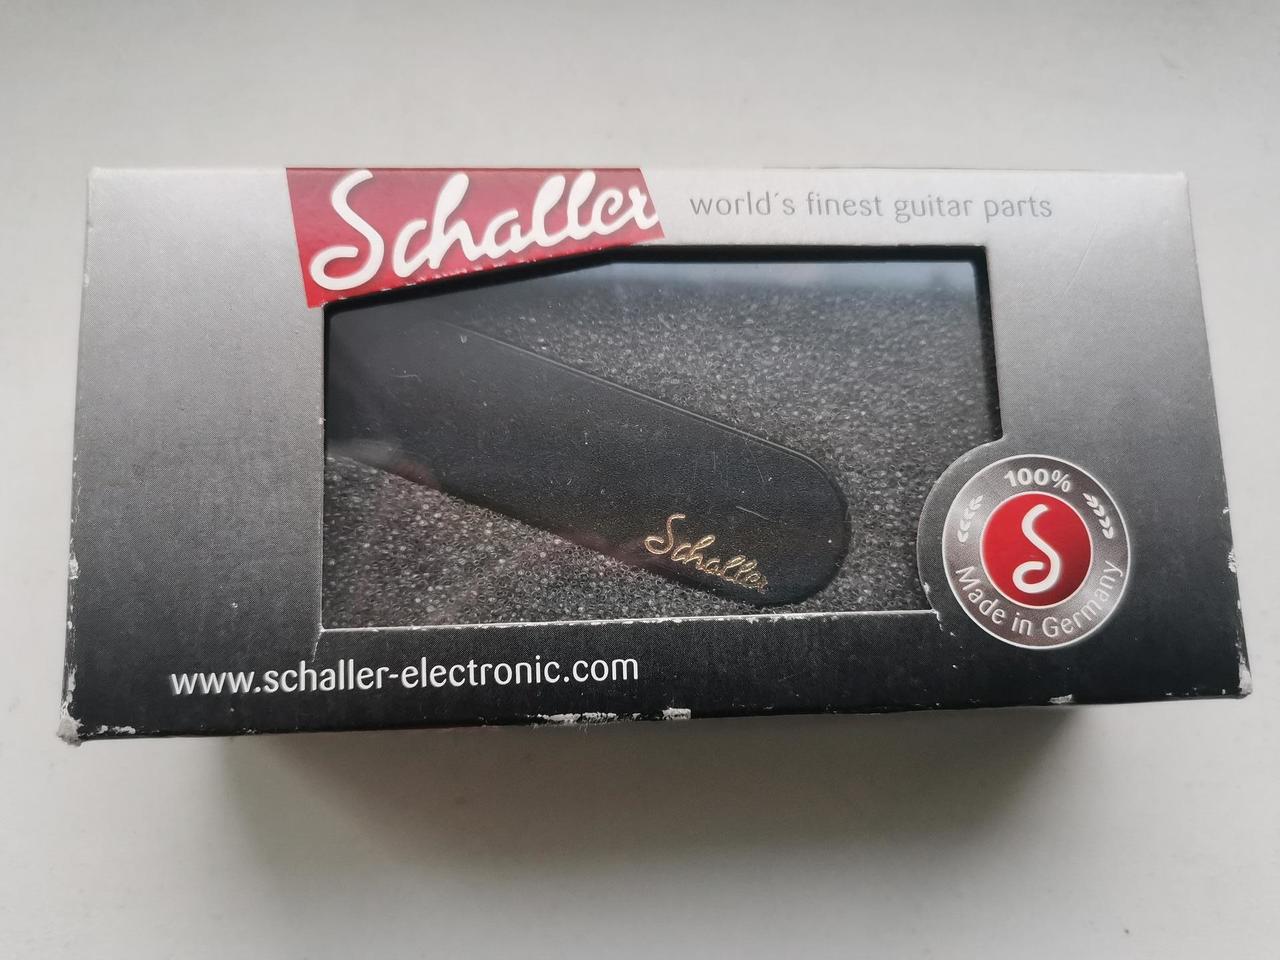 Schaller
world´s finest guitar parts
Schaller
100%
S
Made in Germany
www.schaller-electronic.com